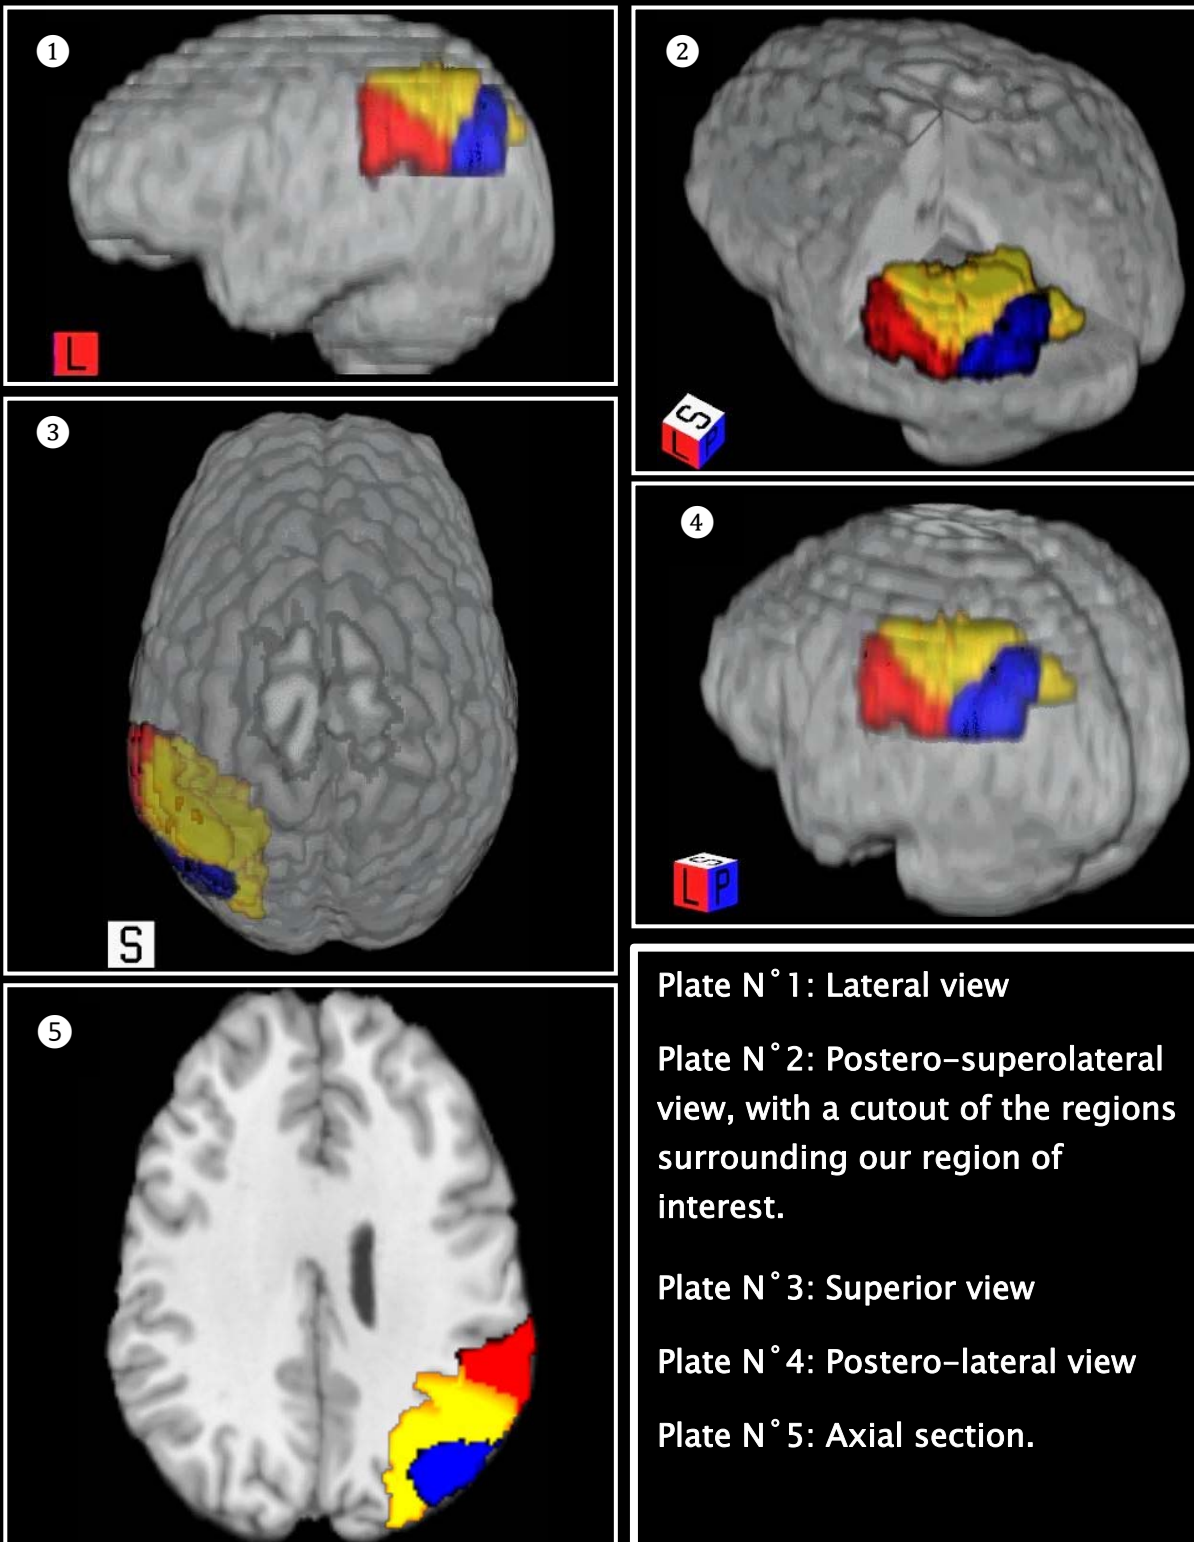 1
L
2
S
L P
3
S
4
S
L P
5
Plate N°1: Lateral view
Plate N°2: Postero-superolateral
view, with a cutout of the regions
surrounding our region of
interest.
Plate N°3: Superior view
Plate N°4: Postero-lateral view
Plate N°5: Axial section.